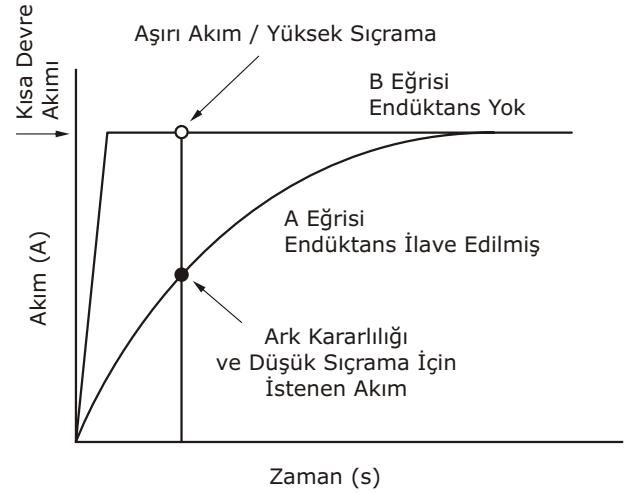 Aşırı Akım / Yüksek Sıçrama
Kısa Devre
Akımı
B Eğrisi
Endüktans Yok
A Eğrisi
Endüktans İlave Edilmiş
Akım (A)
Ark Kararlılığı
ve Düşük Sıçrama İçin
İstenen Akım
Zaman (s)